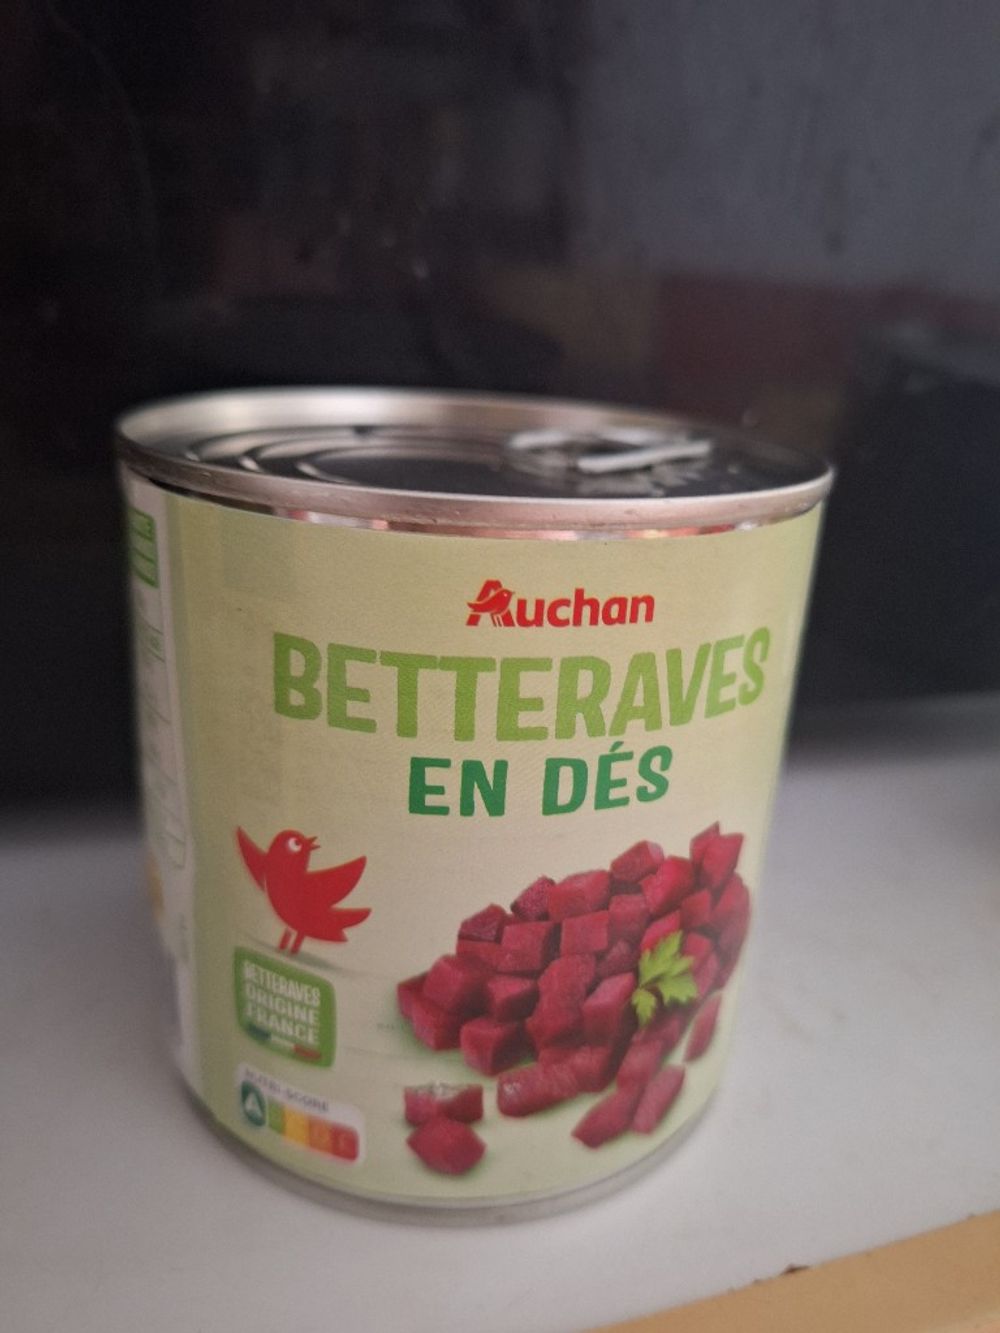 Auchan
BETTERAVES
EN DÉS
BETTERAVES
ORIGINE
FRANCE
NUTRI-SCORE
A